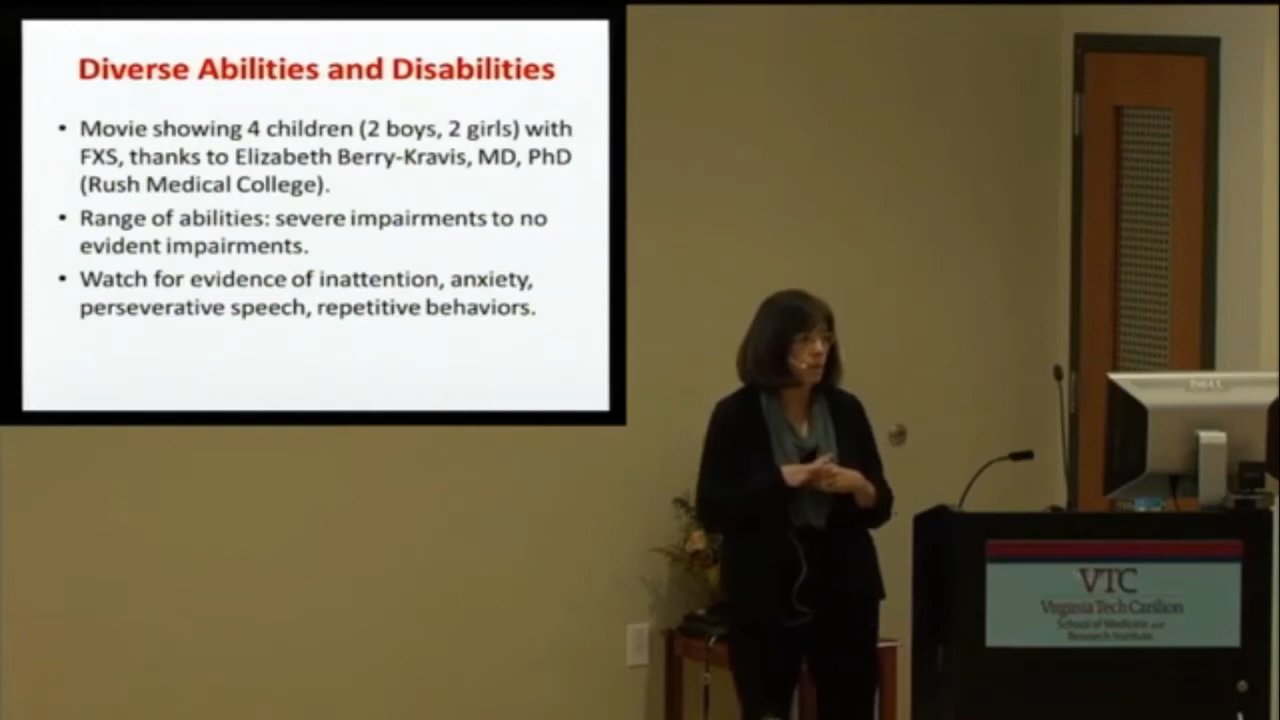 Diverse Abilities and Disabilities
• Movie showing 4 children (2 boys, 2 girls) with
FXS, thanks to Elizabeth Berry-Kravis, MD, PhD
(Rush Medical College).
• Range of abilities: severe impairments to no
evident impairments.
• Watch for evidence of inattention, anxiety,
perseverative speech, repetitive behaviors.
DELL
VTC
Virginia Tech Carilion
School of Medicine and
Research Institute